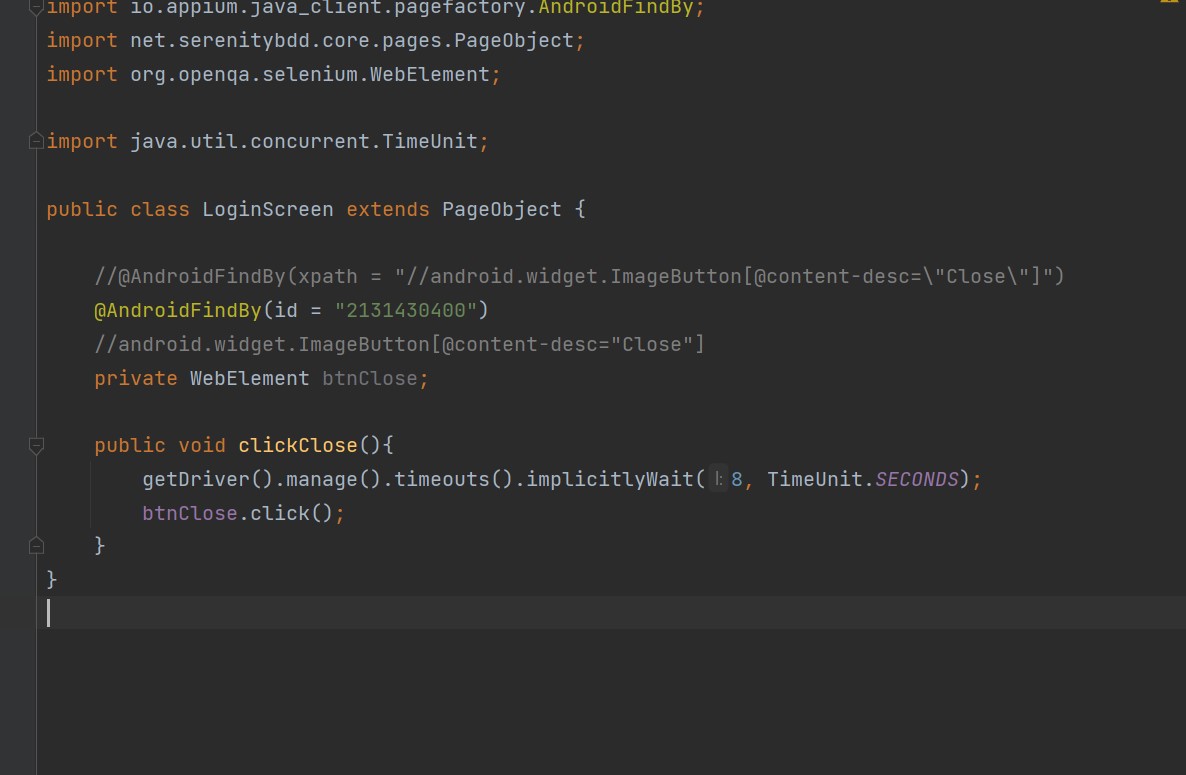 import io.appium.java_client.pagefactory.AndroidFindBy;
import net.serenitybdd.core.pages.PageObject;
import org.openqa.selenium.WebElement;
import java.util.concurrent.TimeUnit;
public class LoginScreen extends PageObject {
//@AndroidFindBy(xpath = "//android.widget.ImageButton[@content-desc=\"Close\"]")
@AndroidFindBy(id = "2131430400")
//android.widget.ImageButton[@content-desc="Close"]
private WebElement btnClose;
public void clickClose(){
getDriver().manage().timeouts().implicitlyWait( l: 8, TimeUnit.SECONDS);
btnClose.click();
}
}